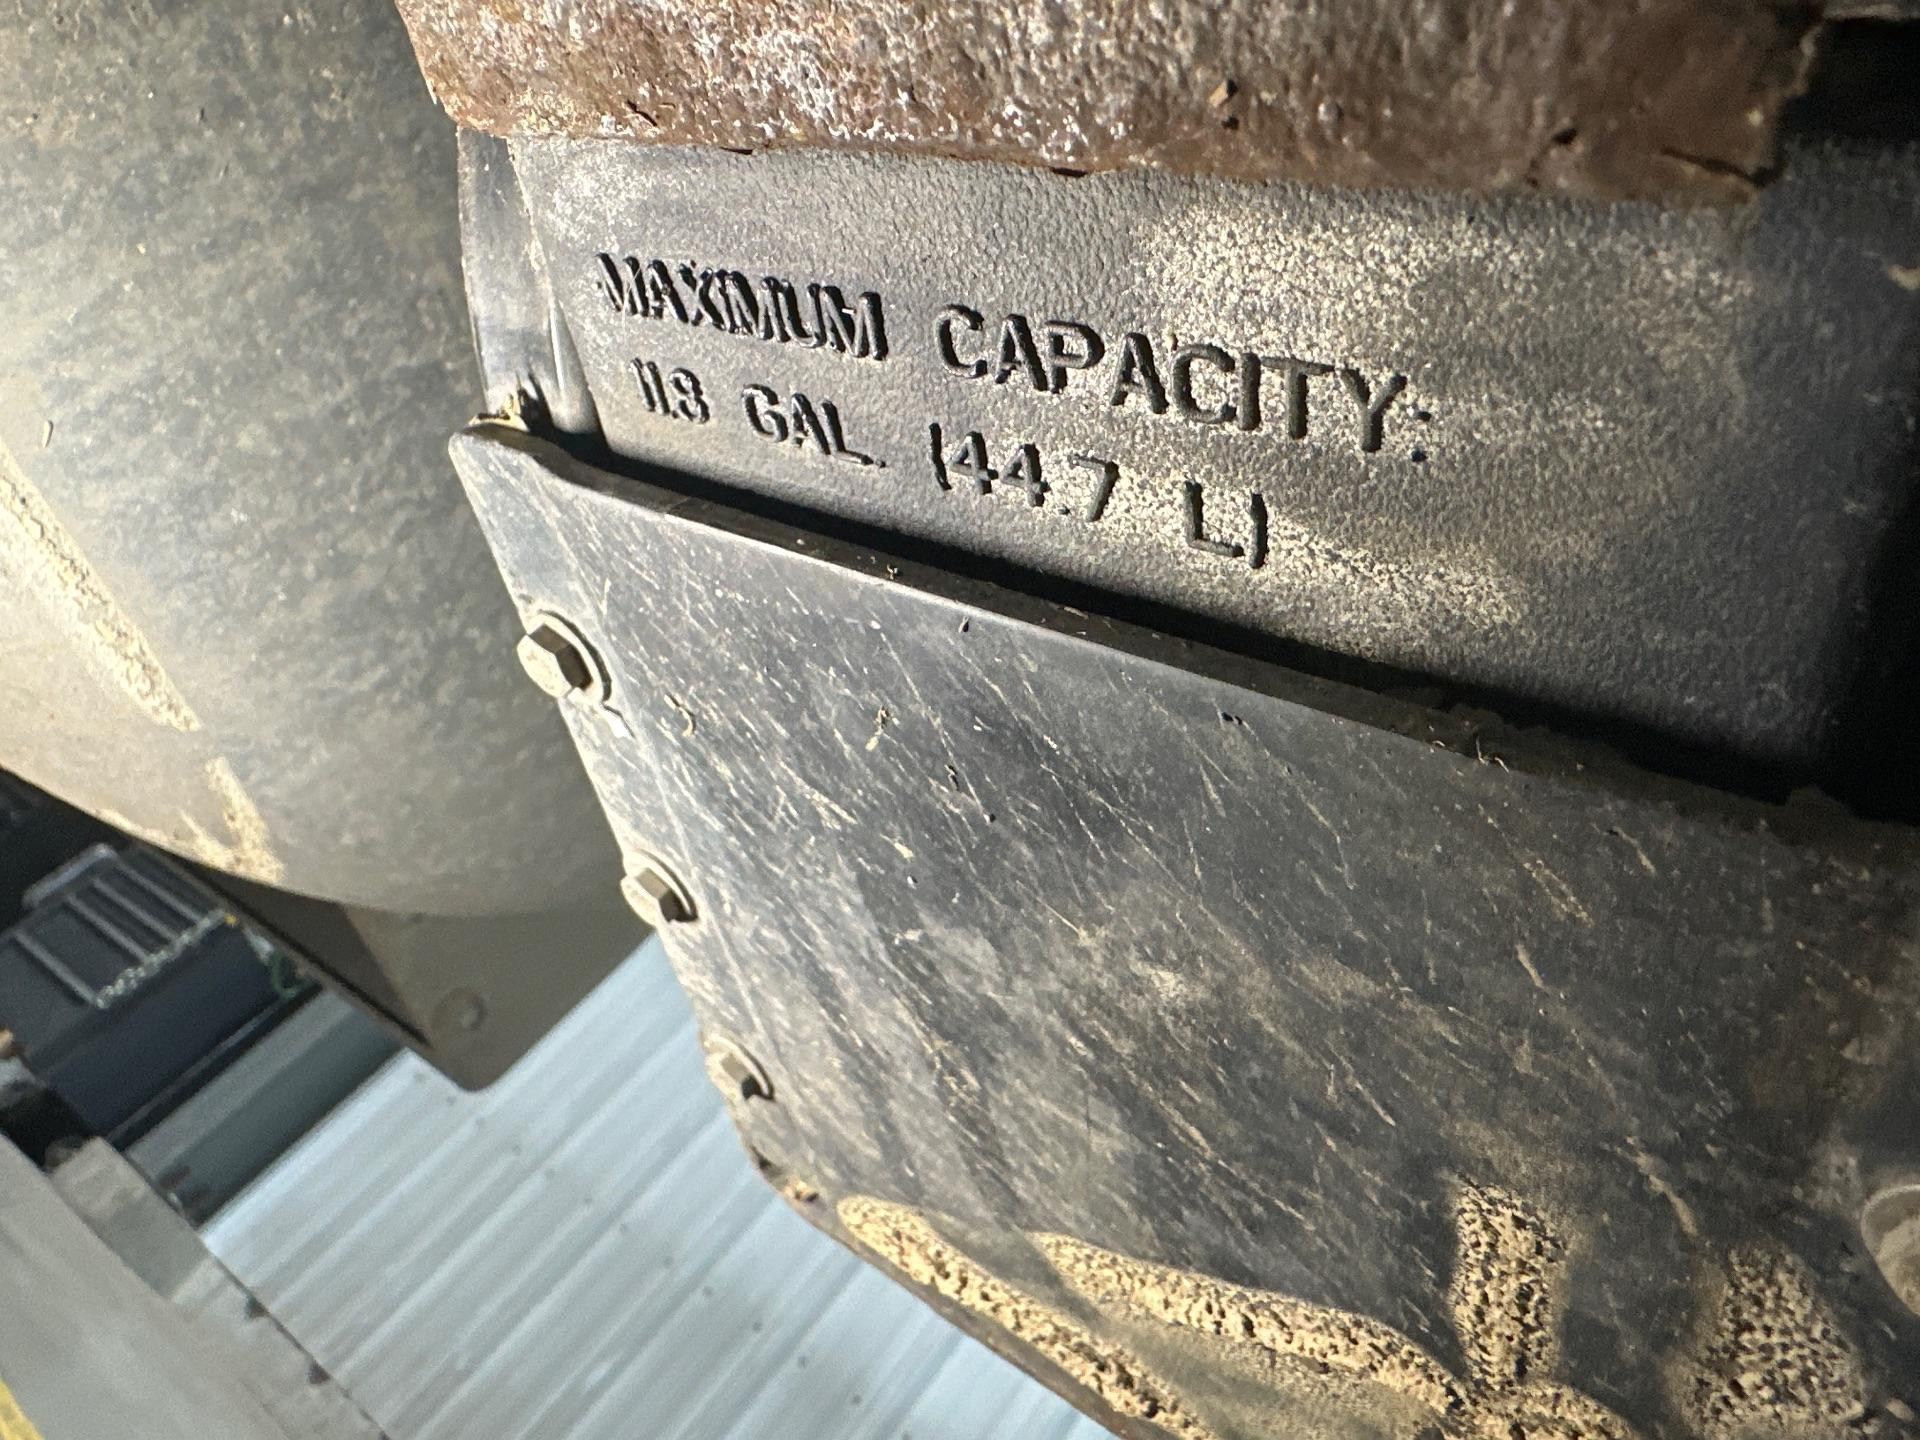 MAXIMUM CAPACITY:
11.8 GAL. (44.7 L)